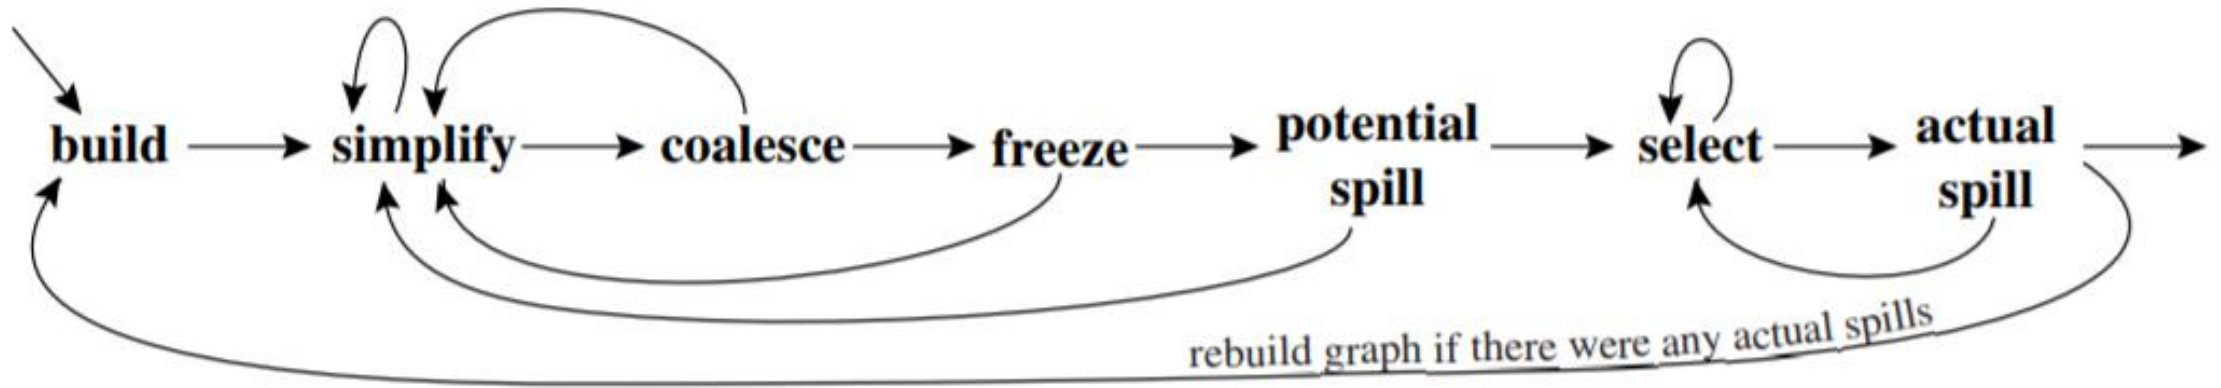 build
simplify
coalesce
freeze
potential
spill
select
actual
spill
rebuild graph if there were any actual spills